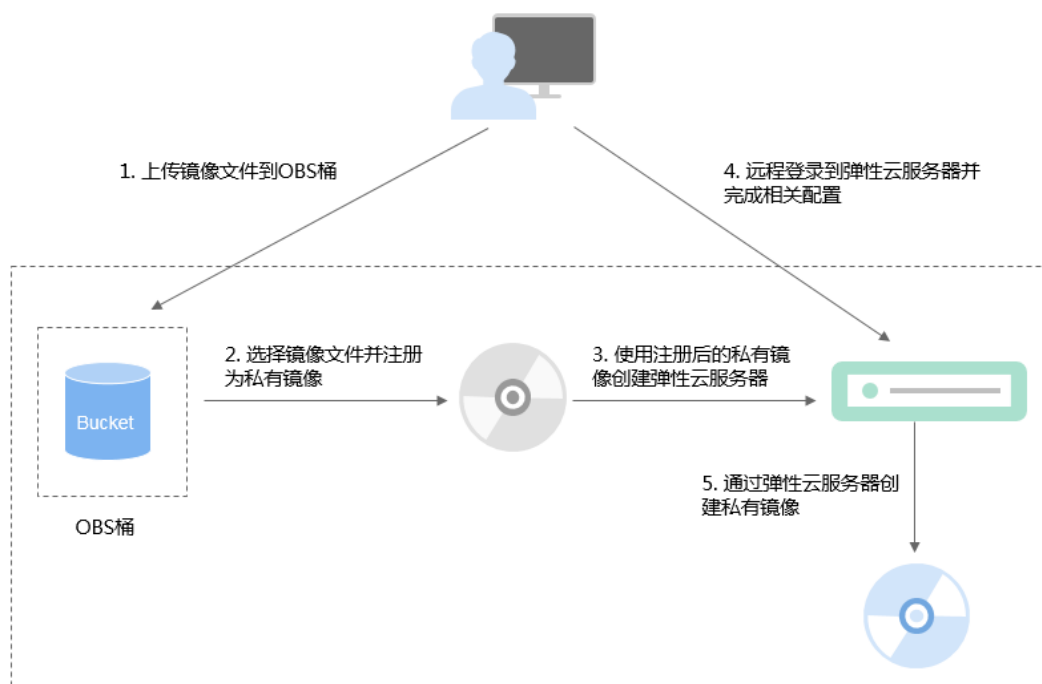 1. 上传镜像文件到OBS桶
4. 远程登录到弹性云服务器并
完成相关配置
2. 选择镜像文件并注册
为私有镜像
3. 使用注册后的私有镜
像创建弹性云服务器
Bucket
OBS桶
5. 通过弹性云服务器创
建私有镜像